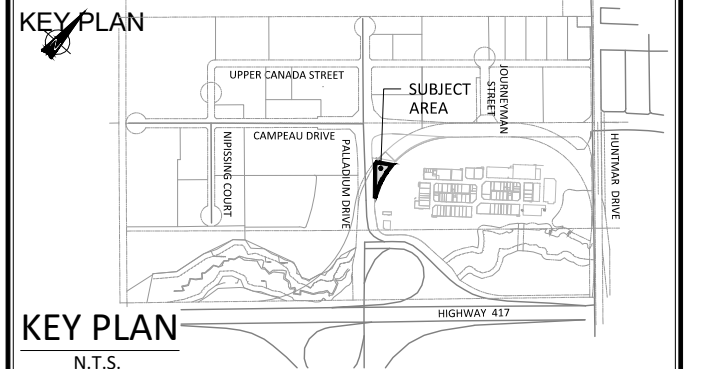 KEY PLAN
UPPER CANADA STREET
SUBJECT
AREA
JOURNEYMAN
STREET
CAMPEAU DRIVE
NIPISSING COURT
PALLADIUM DRIVE
HUNTMAR DRIVE
HIGHWAY 417
KEY PLAN
N.T.S.